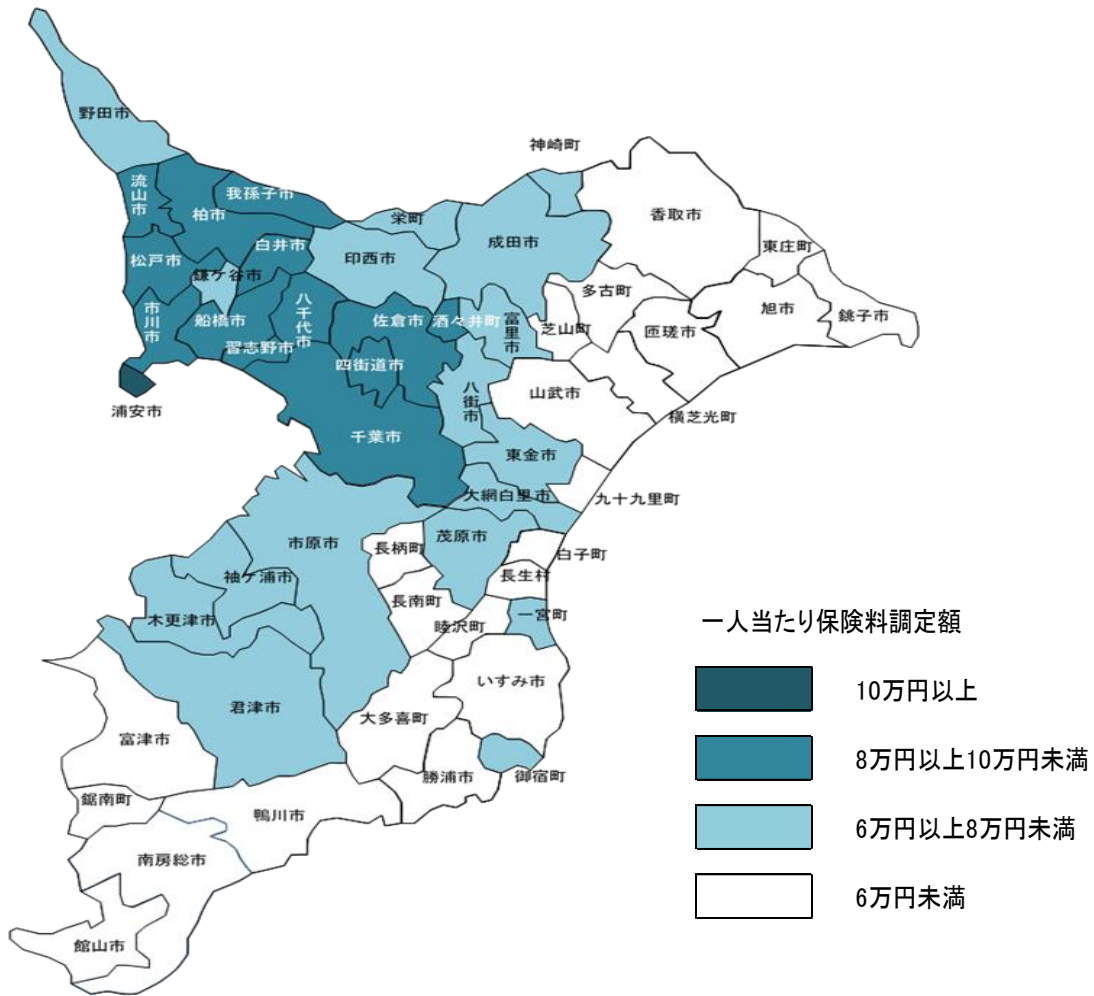 野田市
神崎町
流山市
柏市
我孫子市
栄町
成田市
香取市
東庄町
松戸市
白井市
印西市
鎌ケ谷市
多古町
旭市
銚子市
市川市
船橋市
八千代市
佐倉市
酒々井町
富里市
芝山町
匝瑳市
習志野市
四街道市
浦安市
八街市
山武市
横芝光町
千葉市
東金市
大網白里市
九十九里町
市原市
長柄町
茂原市
白子町
袖ケ浦市
長生村
長南町
木更津市
睦沢町
一宮町
いすみ市
君津市
大多喜町
富津市
勝浦市
御宿町
鋸南町
鴨川市
南房総市
館山市
一人当たり保険料調定額
10万円以上
8万円以上10万円未満
6万円以上8万円未満
6万円未満